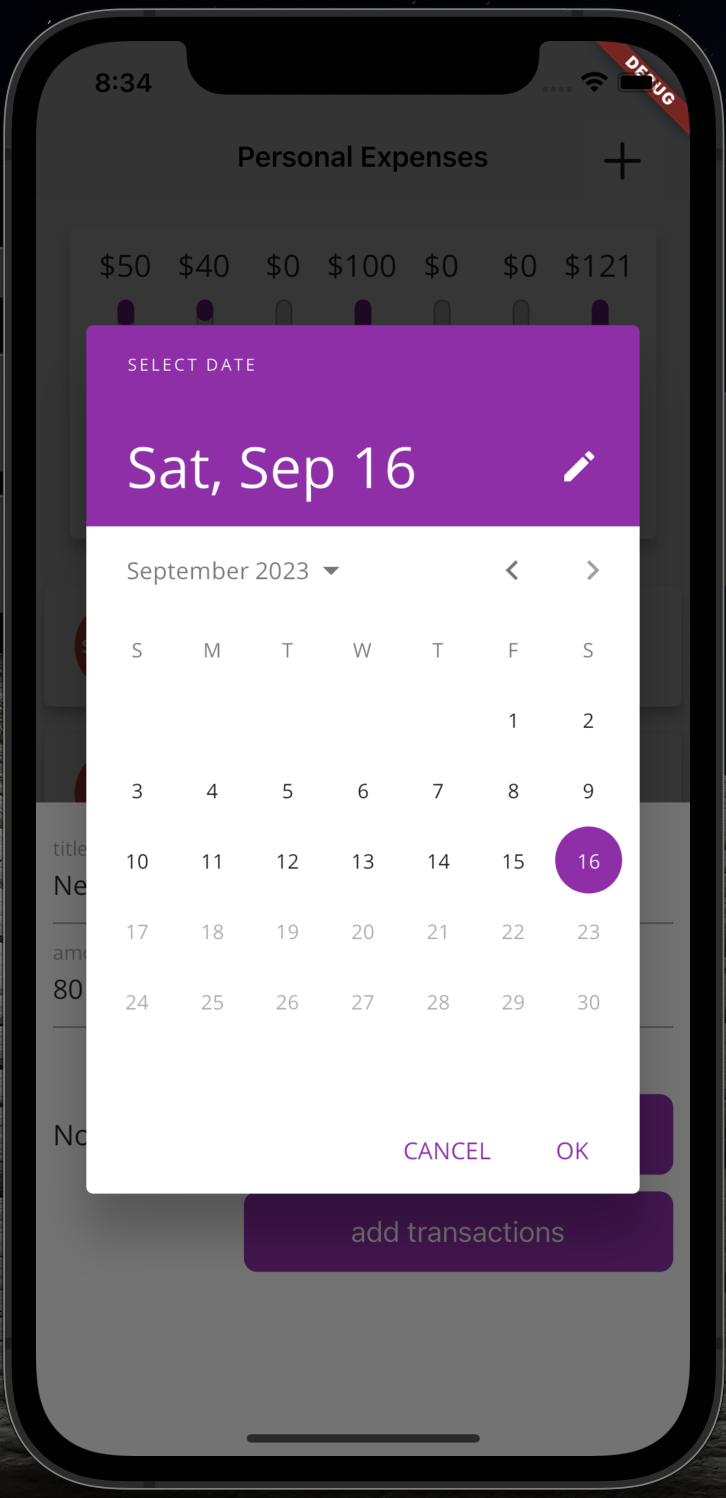 8:34
DEBUG
Personal Expenses
$50 $40 $0 $100 $0 $0 $121
SELECT DATE
Sat, Sep 16
September 2023
S M T W T F S
1 2
3 4 5 6 7 8 9
10 11 12 13 14 15 16
17 18 19 20 21 22 23
24 25 26 27 28 29 30
CANCEL OK
title
80
add transactions